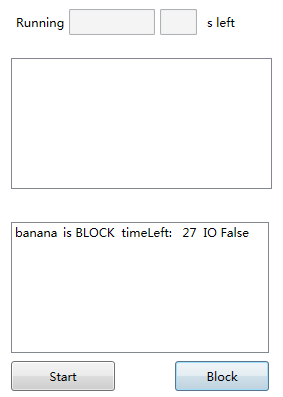 Running s left
banana is BLOCK timeLeft: 27 IO False
Start Block